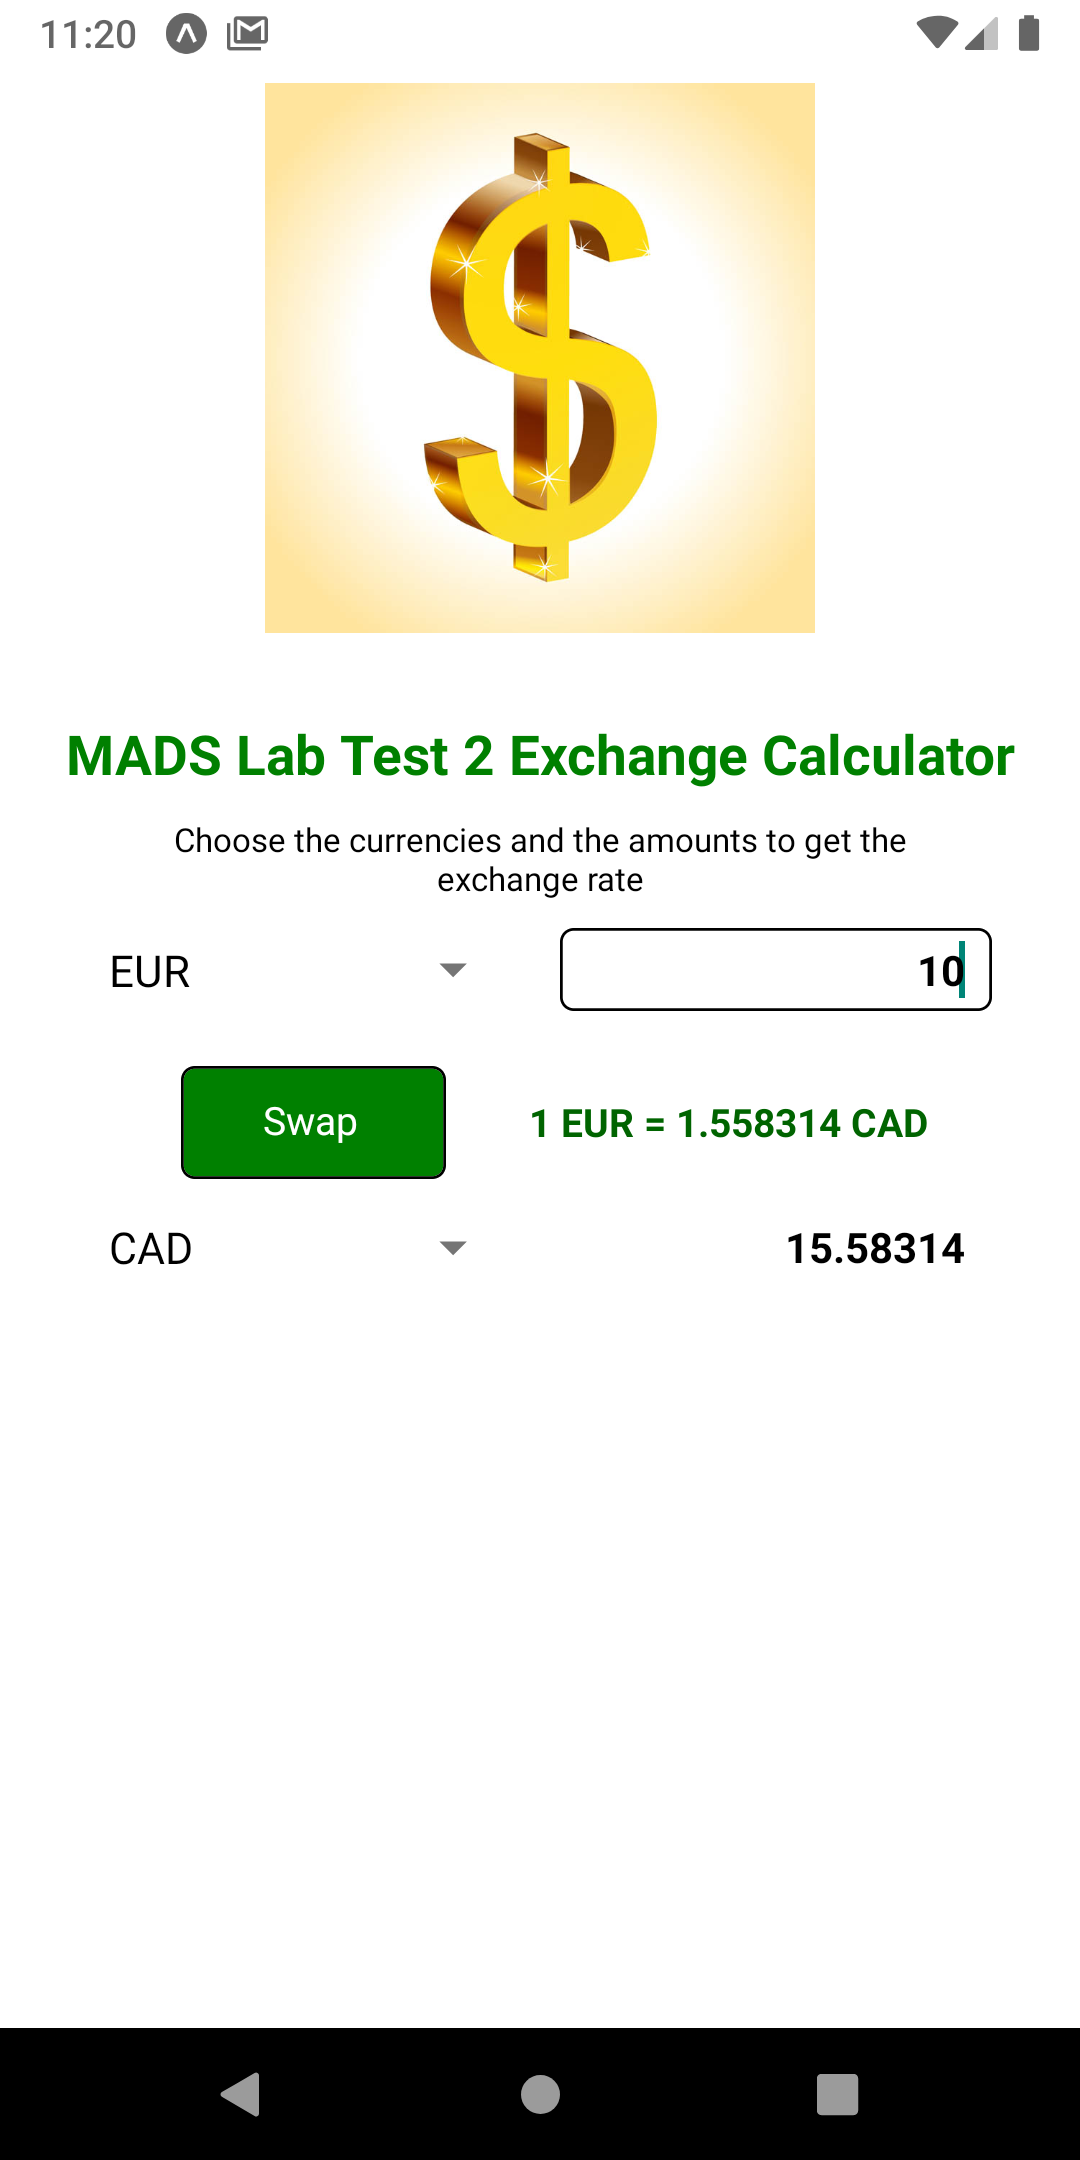 11:20
MADS Lab Test 2 Exchange Calculator
Choose the currencies and the amounts to get the
exchange rate
EUR
10
Swap
1 EUR = 1.558314 CAD
CAD
15.58314